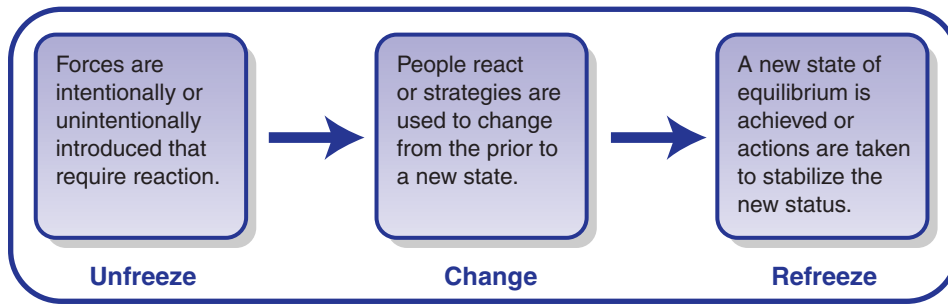 Forces are
intentionally or
unintentionally
introduced that
require reaction.
People react
or strategies are
used to change
from the prior to
a new state.
A new state of
equilibrium is
achieved or
actions are taken
to stabilize the
new status.
Unfreeze
Change
Refreeze